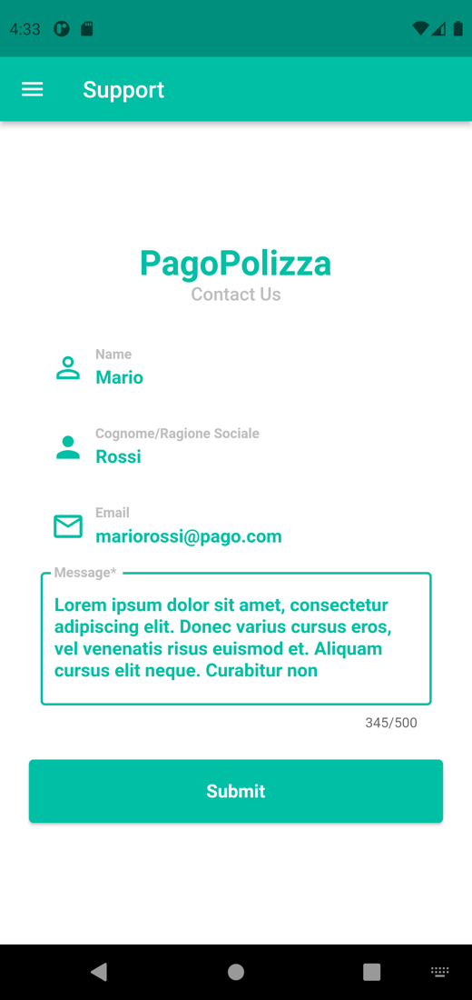 4:33
Support
PagoPolizza
Contact Us
Name
Mario
Cognome/Ragione Sociale
Rossi
Email
mariorossi@pago.com
Message*
Lorem ipsum dolor sit amet, consectetur
adipiscing elit. Donec varius cursus eros,
vel venenatis risus euismod et. Aliquam
cursus elit neque. Curabitur non
345/500
Submit